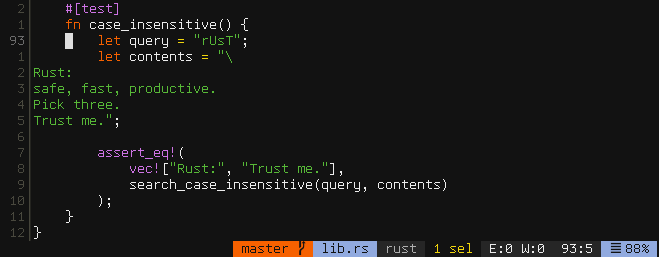 2     #[test]
1     fn case_insensitive() {
93         let query = "rUsT";
1         let contents = "\
2 Rust:
3 safe, fast, productive.
4 Pick three.
5 Trust me.";
6
7         assert_eq!(
8             vec!["Rust:", "Trust me."],
9             search_case_insensitive(query, contents)
10         );
11     }
12 }
master lib.rs rust 1 sel E:0 W:0 93:5 88%